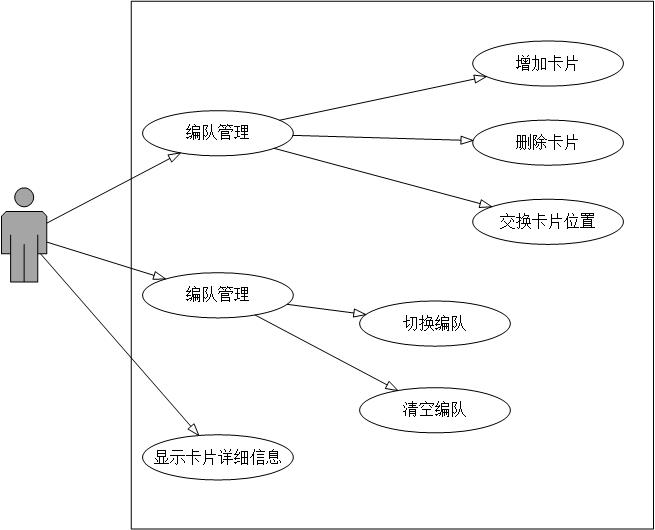 增加卡片
编队管理
删除卡片
交换卡片位置
编队管理
切换编队
清空编队
显示卡片详细信息